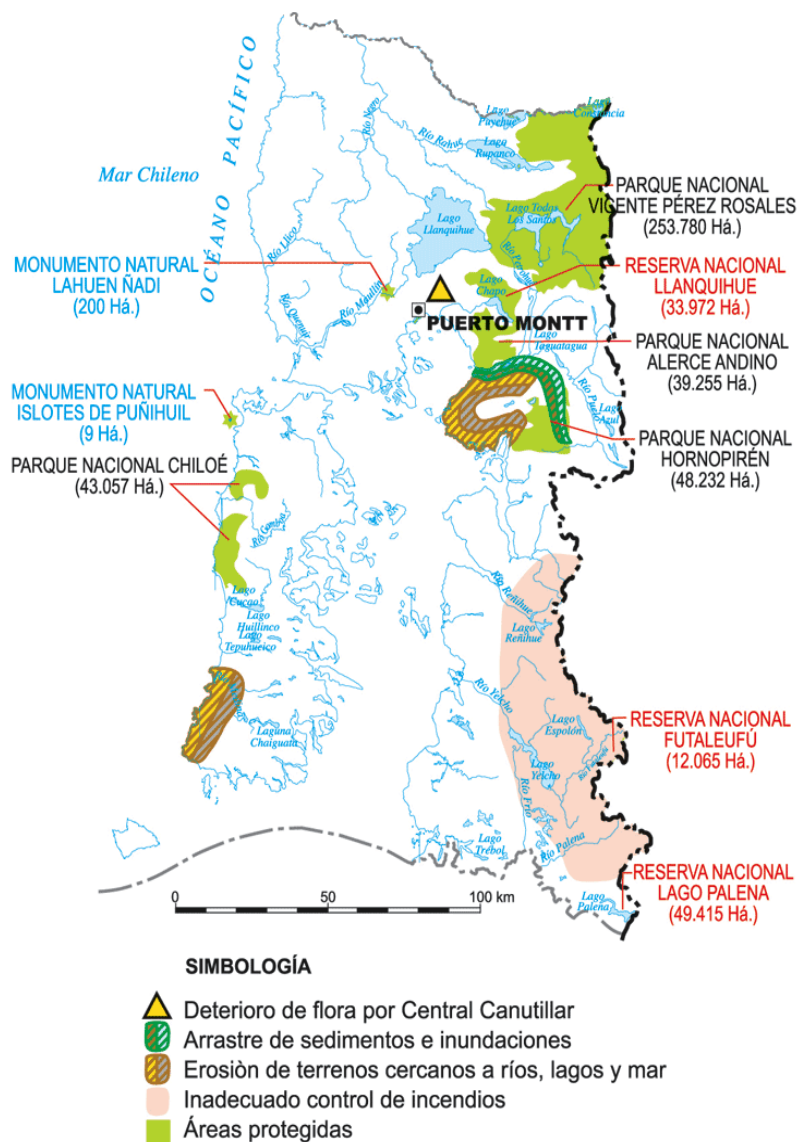 OCÉANO PACÍFICO
Mar Chileno
Lago
Puyehue
Lago
Constancia
Río Negro
Río Rahue
Lago
Rupanco
Lago
Llanquihue
Lago Todos
Los Santos
Río Petrohué
Río Llico
Río Maullín
Río Quenuir
Lago
Chapo
Lago
Taguatagua
Río Puelo
Lago
Azul
PUERTO MONTT
PARQUE NACIONAL
VICENTE PÉREZ ROSALES
(253.780 Há.)
RESERVA NACIONAL
LLANQUIHUE
(33.972 Há.)
PARQUE NACIONAL
ALERCE ANDINO
(39.255 Há.)
PARQUE NACIONAL
HORNOPIRÉN
(48.232 Há.)
MONUMENTO NATURAL
LAHUEN ÑADI
(200 Há.)
MONUMENTO NATURAL
ISLOTES DE PUÑIHUIL
(9 Há.)
PARQUE NACIONAL CHILOÉ
(43.057 Há.)
Lago
Cucao
Lago
Huillinco
Lago
Tepuhueico
Laguna
Chaiguata
Río Reñihue
Lago
Reñihue
Río Yelcho
Lago
Espolón
Lago
Yelcho
Río Frío
Río Palena
Lago
Trébol
Lago
Palena
RESERVA NACIONAL
FUTALEUFÚ
(12.065 Há.)
RESERVA NACIONAL
LAGO PALENA
(49.415 Há.)
0 50 100 km
SIMBOLOGÍA
Deterioro de flora por Central Canutillar
Arrastre de sedimentos e inundaciones
Erosiòn de terrenos cercanos a ríos, lagos y mar
Inadecuado control de incendios
Áreas protegidas